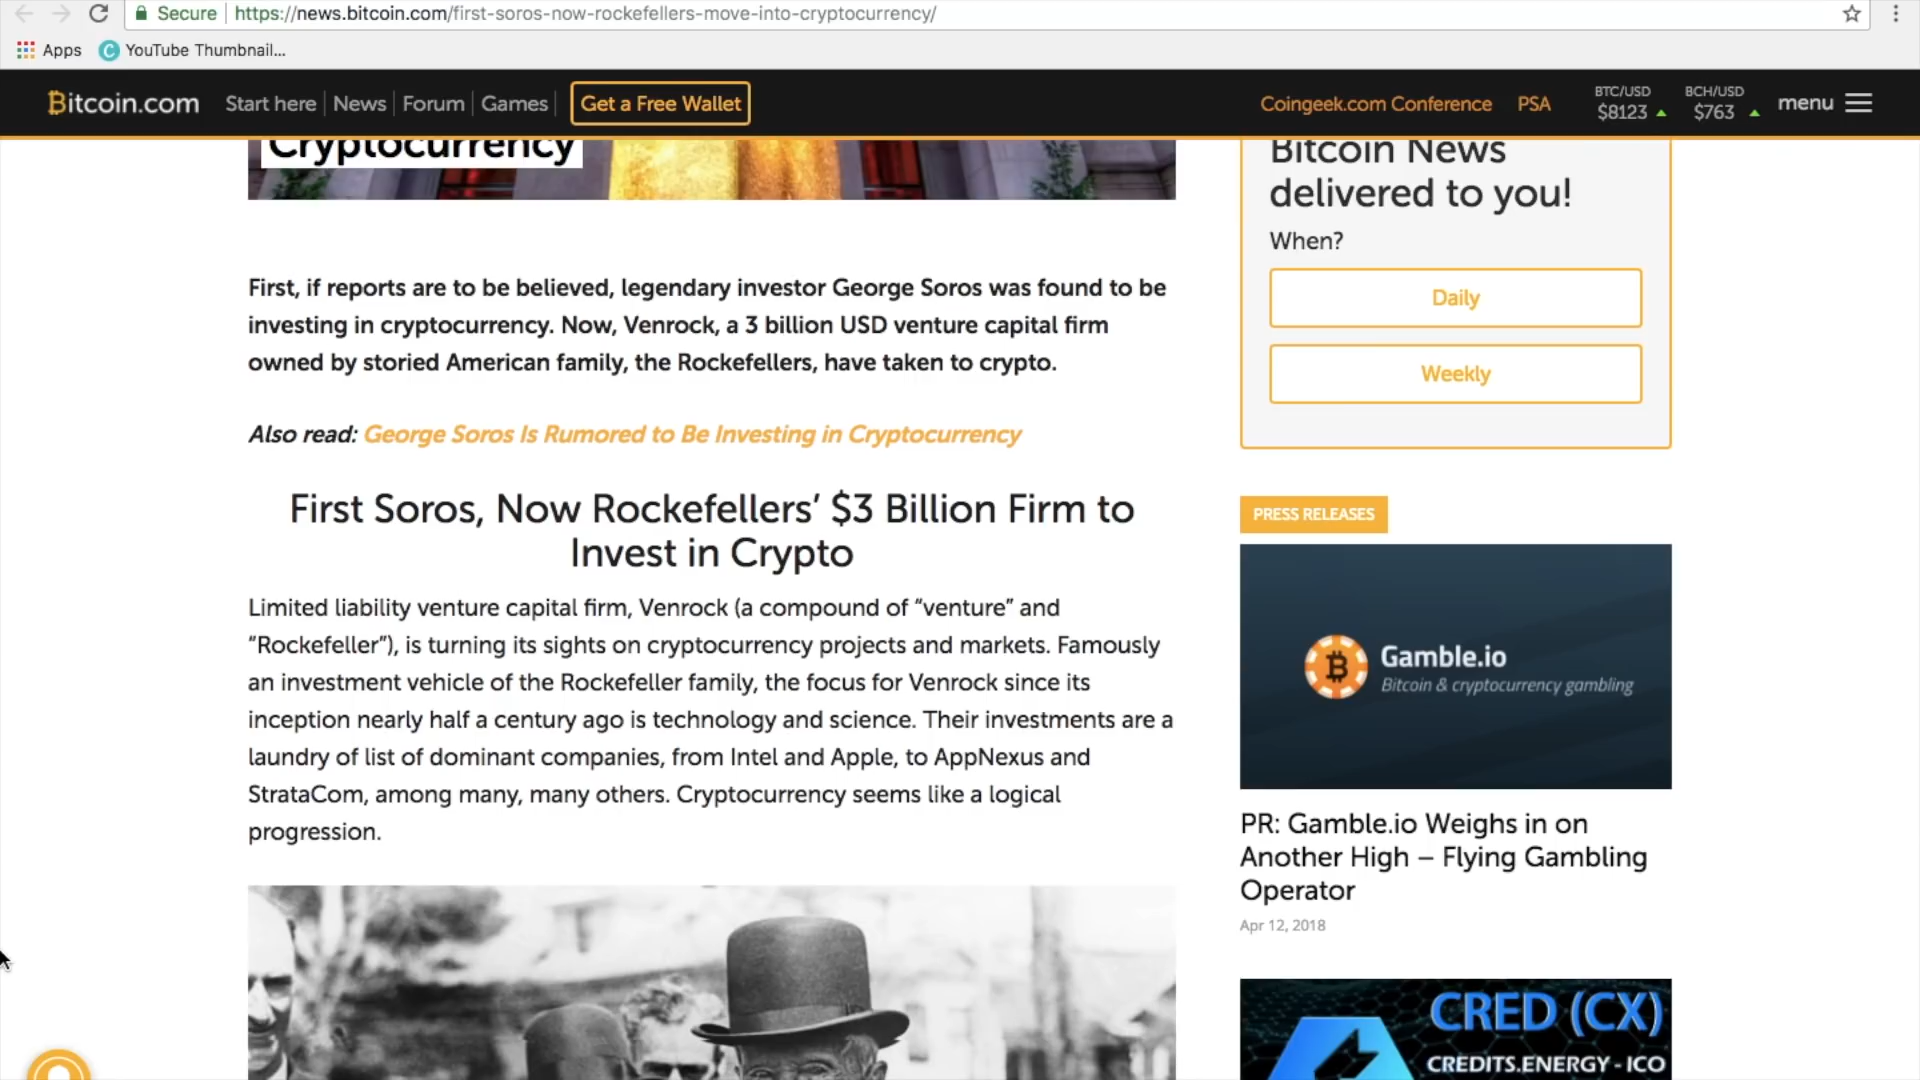 Secure https://news.bitcoin.com/first-soros-now-rockefellers-move-into-cryptocurrency/
Apps YouTube Thumbnail...
Bitcoin.com Start here News Forum Games Get a Free Wallet Coingeek.com Conference PSA BTC/USD $8123 BCH/USD $763 menu
Cryptocurrency
First, if reports are to be believed, legendary investor George Soros was found to be
investing in cryptocurrency. Now, Venrock, a 3 billion USD venture capital firm
owned by storied American family, the Rockefellers, have taken to crypto.
Also read: George Soros Is Rumored to Be Investing in Cryptocurrency
First Soros, Now Rockefellers’ $3 Billion Firm to
Invest in Crypto
Limited liability venture capital firm, Venrock (a compound of “venture” and
“Rockefeller”), is turning its sights on cryptocurrency projects and markets. Famously
an investment vehicle of the Rockefeller family, the focus for Venrock since its
inception nearly half a century ago is technology and science. Their investments are a
laundry of list of dominant companies, from Intel and Apple, to AppNexus and
StrataCom, among many, many others. Cryptocurrency seems like a logical
progression.
Bitcoin News
delivered to you!
When?
Daily
Weekly
PRESS RELEASES
Gamble.io
Bitcoin & cryptocurrency gambling
PR: Gamble.io Weighs in on
Another High – Flying Gambling
Operator
Apr 12, 2018
CRED (CX)
CREDITS.ENERGY - ICO